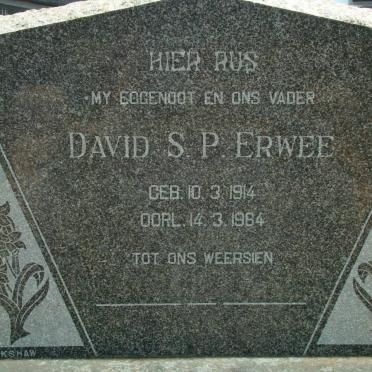 HIER RUS
MY EGGENOOT EN ONS VADER
DAVID S. P. ERWEE
GEB. 10. 3. 1914
OORL. 14. 3. 1984
TOT ONS WEERSIEN